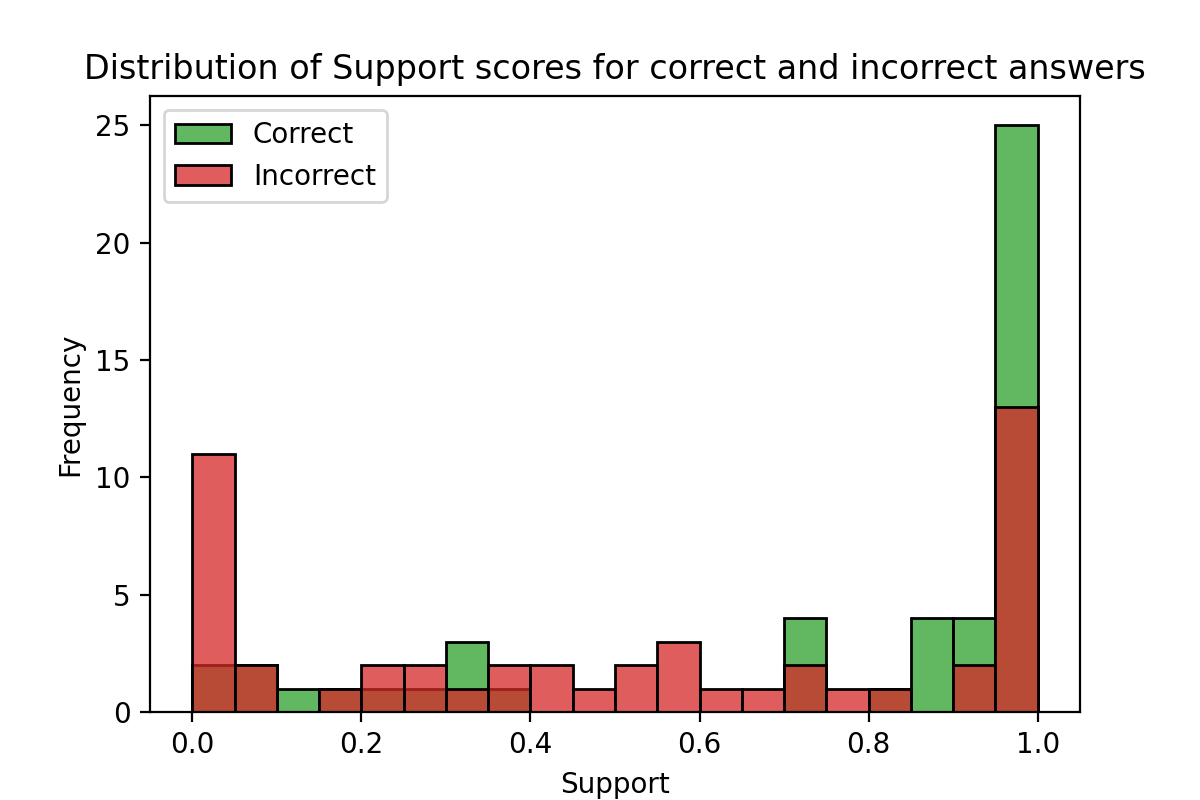 Distribution of Support scores for correct and incorrect answers
Correct
Incorrect
Frequency
25
20
15
10
5
0
0.0 0.2 0.4 0.6 0.8 1.0
Support